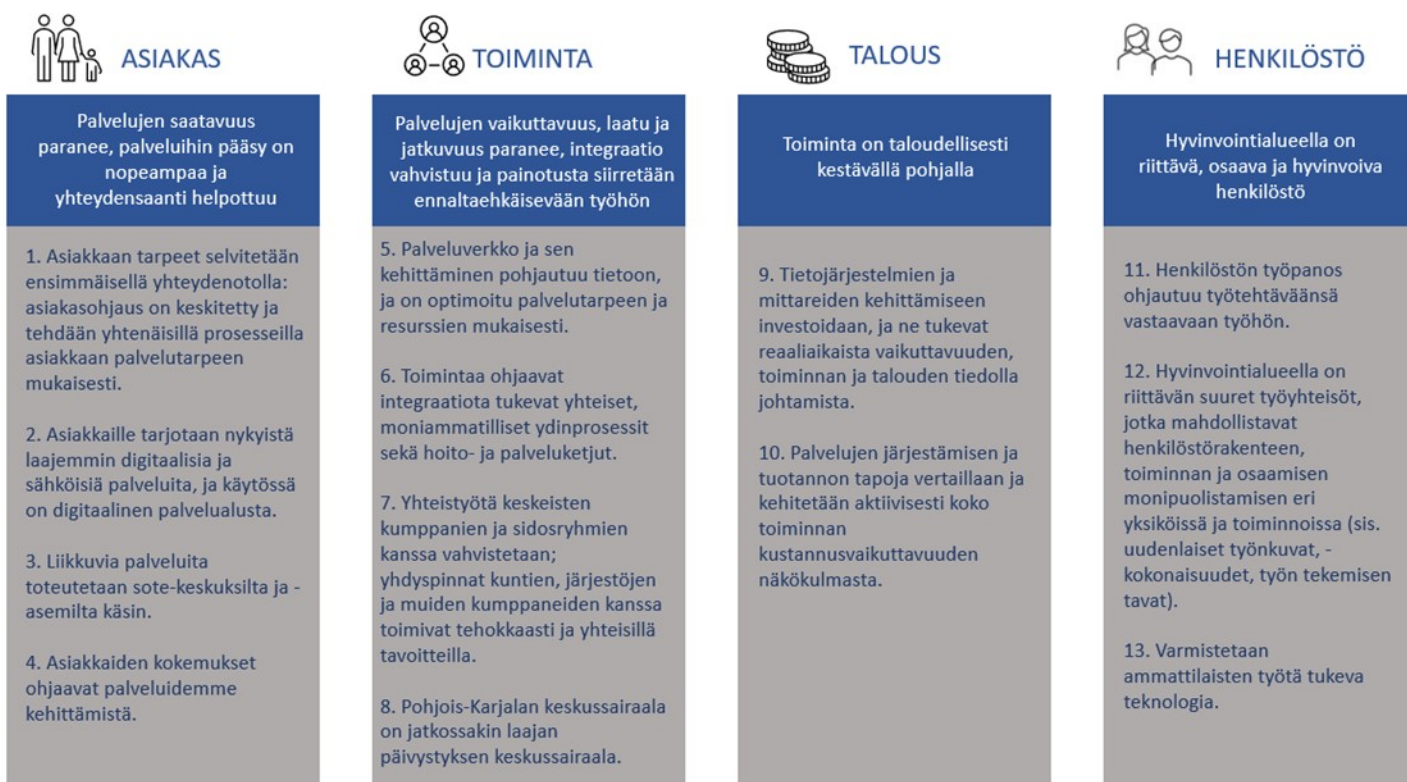 ASIAKAS
Palvelujen saatavuus
paranee, palveluihin pääsy on
nopeampaa ja
yhteydensaanti helpottuu
1. Asiakkaan tarpeet selvitetään
ensimmäisellä yhteydenotolla:
asiakasohjaus on keskitetty ja
tehdään yhtenäisillä prosesseilla
asiakkaan palvelutarpeen
mukaisesti.
2. Asiakkaille tarjotaan nykyistä
laajemmin digitaalisia ja
sähköisiä palveluita, ja käytössä
on digitaalinen palvelualusta.
3. Liikkuvia palveluita
toteutetaan sote-keskuksilta ja -
asemilta käsin.
4. Asiakkaiden kokemukset
ohjaavat palveluidemme
kehittämistä.
TOIMINTA
Palvelujen vaikuttavuus, laatu ja
jatkuvuus paranee, integraatio
vahvistuu ja painotusta siirretään
ennaltaehkäisevään työhön
5. Palveluverkko ja sen
kehittäminen pohjautuu tietoon,
ja on optimoitu palvelutarpeen ja
resurssien mukaisesti.
6. Toimintaa ohjaavat
integraatiota tukevat yhteiset,
moniammatilliset ydinprosessit
sekä hoito- ja palveluketjut.
7. Yhteistyötä keskeisten
kumppanien ja sidosryhmien
kanssa vahvistetaan;
yhdyspinnat kuntien, järjestöjen
ja muiden kumppaneiden kanssa
toimivat tehokkaasti ja yhteisillä
tavoitteilla.
8. Pohjois-Karjalan keskussairaala
on jatkossakin laajan
päivystyksen keskussairaala.
TALOUS
Toiminta on taloudellisesti
kestävällä pohjalla
9. Tietojärjestelmien ja
mittareiden kehittämiseen
investoidaan, ja ne tukevat
reaaliaikaista vaikuttavuuden,
toiminnan ja talouden tiedolla
johtamista.
10. Palvelujen järjestämisen ja
tuotannon tapoja vertaillaan ja
kehitetään aktiivisesti koko
toiminnan
kustannusvaikuttavuuden
näkökulmasta.
HENKILÖSTÖ
Hyvinvointialueella on
riittävä, osaava ja hyvinvoiva
henkilöstö
11. Henkilöstön työpanos
ohjautuu työtehtäväänsä
vastaavaan työhön.
12. Hyvinvointialueella on
riittävän suuret työyhteisöt,
jotka mahdollistavat
henkilöstörakenteen,
toiminnan ja osaamisen
monipuolistamisen eri
yksiköissä ja toiminnoissa (sis.
uudenlaiset työnkuvat, -
kokonaisuudet, työn tekemisen
tavat).
13. Varmistetaan
ammattilaisten työtä tukeva
teknologia.